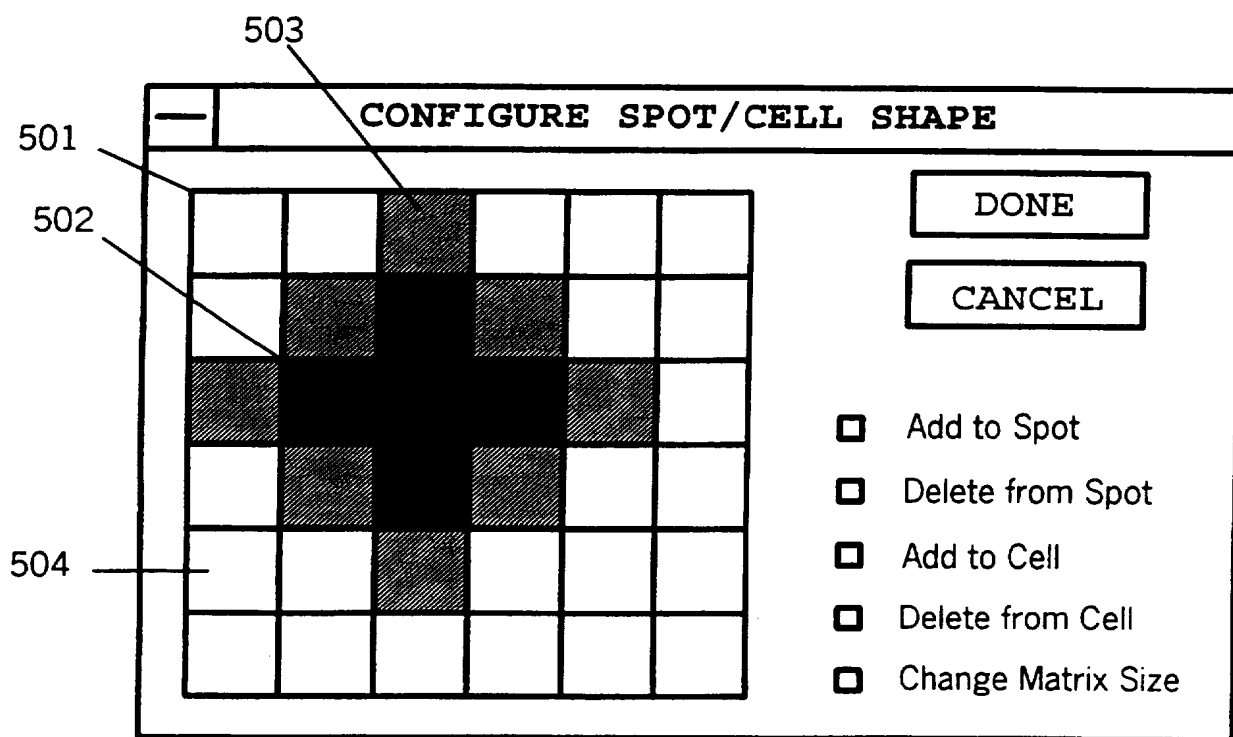 503
CONFIGURE SPOT/CELL SHAPE
501
502
DONE
CANCEL
Add to Spot
Delete from Spot
504
Add to Cell
Delete from Cell
Change Matrix Size